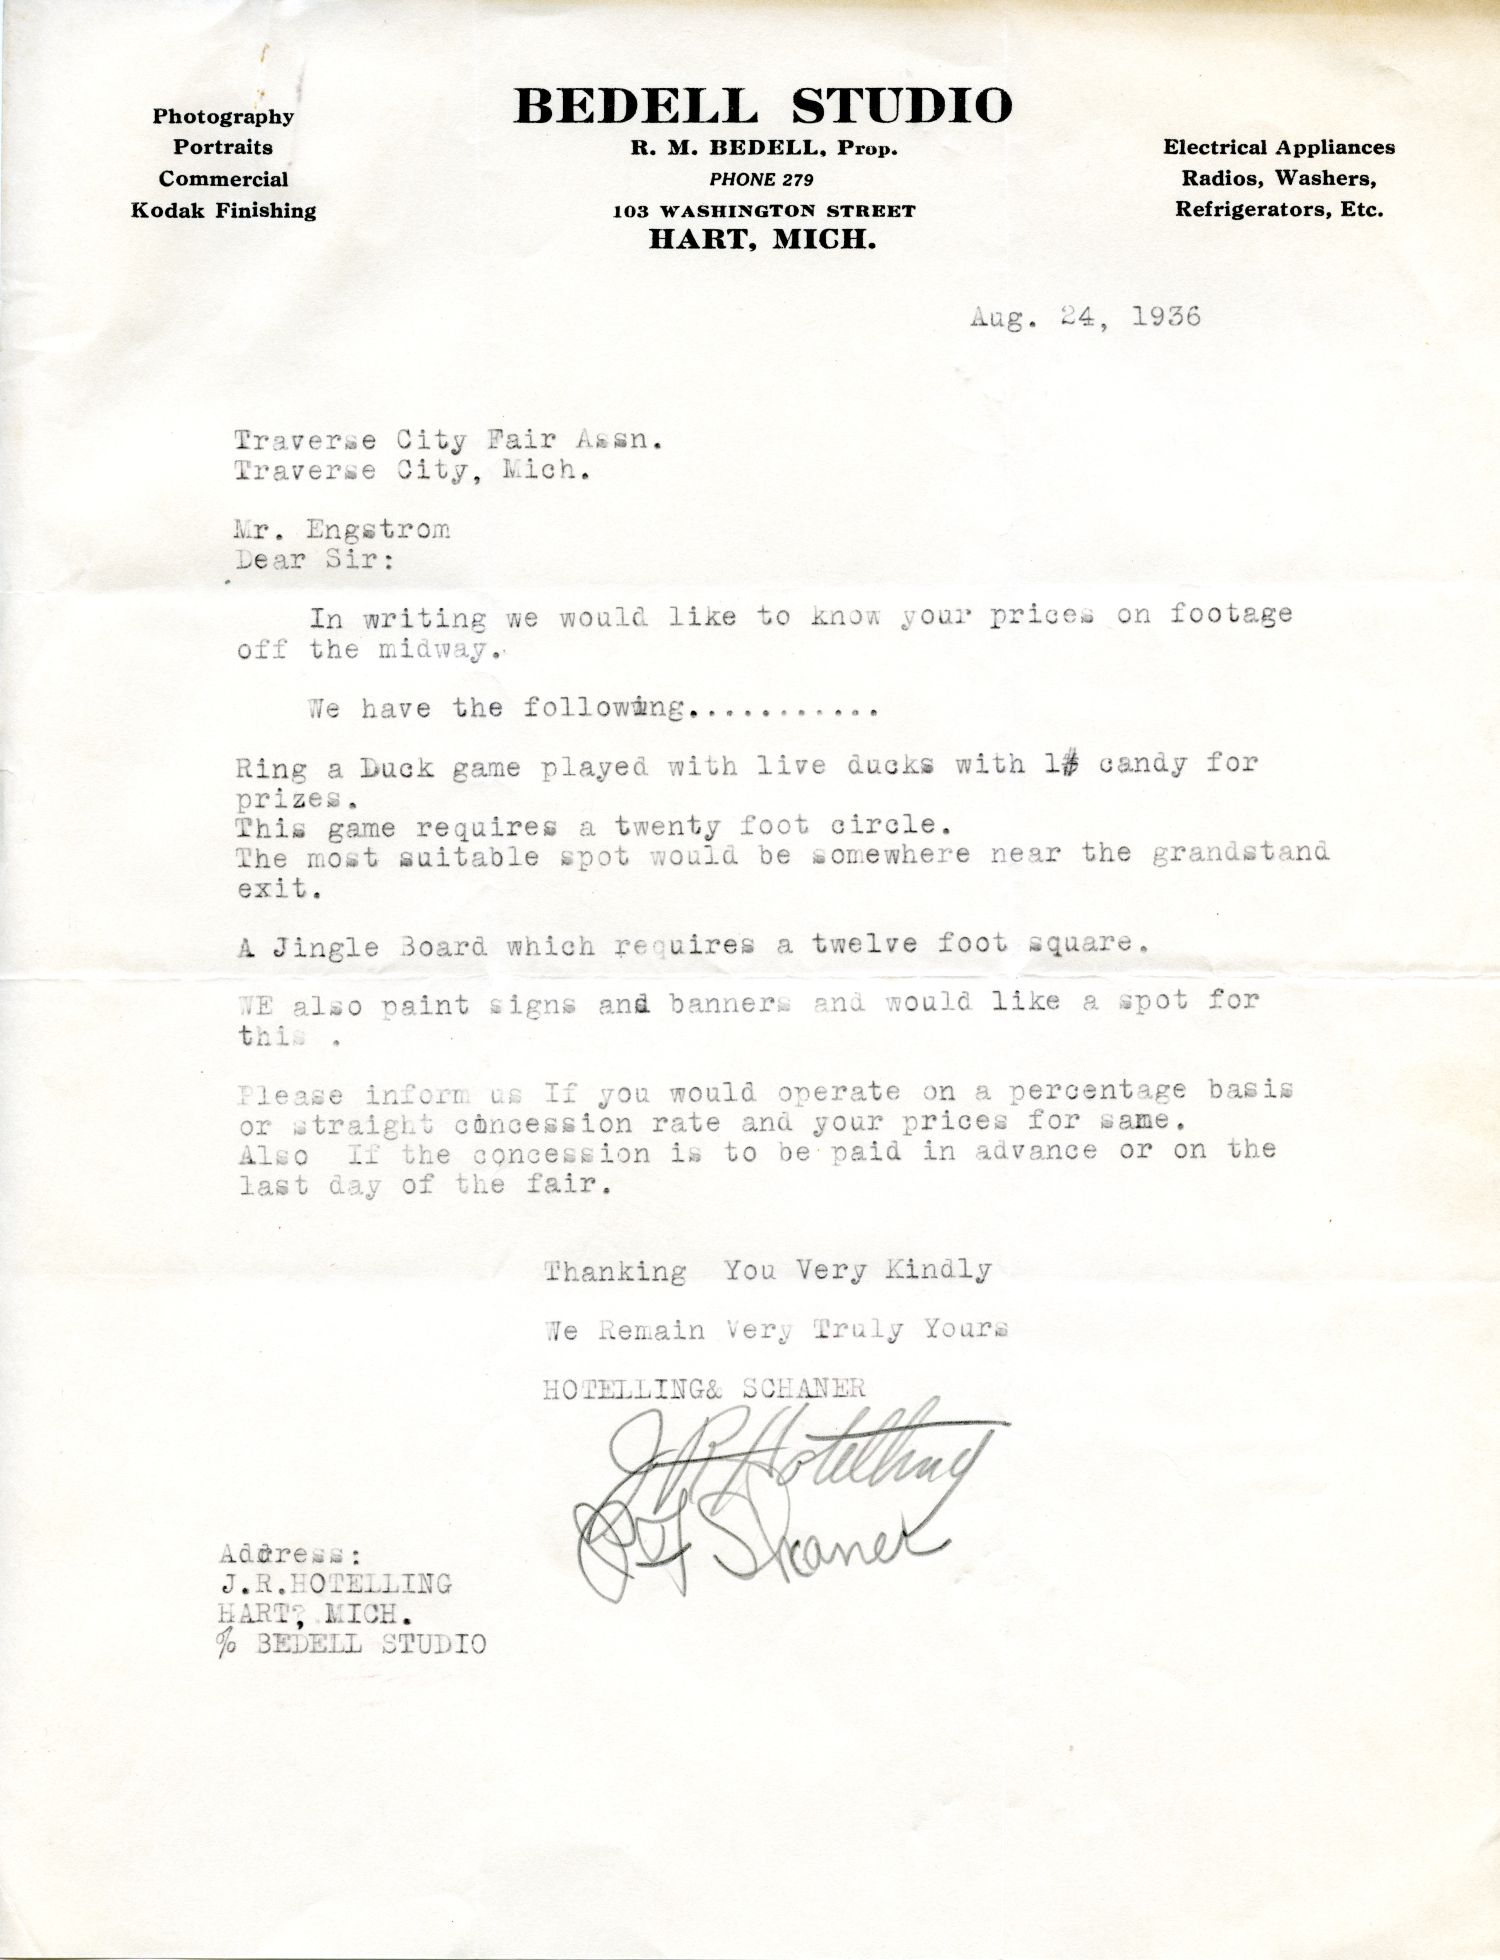 Photography
Portraits
Commercial
Kodak Finishing
BEDELL STUDIO
R. M. BEDELL, Prop.
PHONE 279
103 WASHINGTON STREET
HART, MICH.
Electrical Appliances
Radios, Washers,
Refrigerators, Etc.
Aug. 24, 1936
Traverse City Fair Assn.
Traverse City, Mich.
Mr. Engstrom
Dear Sir:
In writing we would like to know your prices on footage
off the midway.
We have the following...........
Ring a Duck game played with live ducks with 1# candy for
prizes.
This game requires a twenty foot circle.
The most suitable spot would be somewhere near the grandstand
exit.
A Jingle Board which requires a twelve foot square.
WE also paint signs and banners and would like a spot for
this .
Please inform us If you would operate on a percentage basis
or straight concession rate and your prices for same.
Also If the concession is to be paid in advance or on the
last day of the fair.
Thanking You Very Kindly
We Remain Very Truly Yours
HOTELLING& SCHANER
J R Hotelling
Schaner
Address:
J.R.HOTELLING
HART?, MICH.
% BEDELL STUDIO